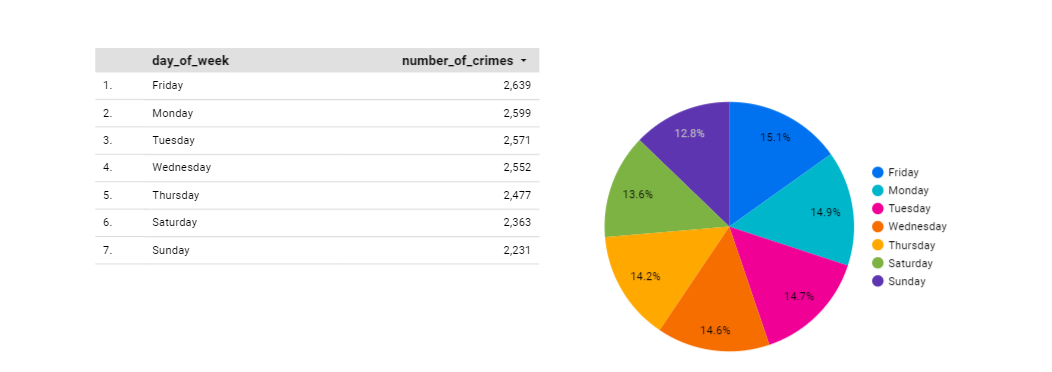 day_of_week number_of_crimes
1. Friday 2,639
2. Monday 2,599
3. Tuesday 2,571
4. Wednesday 2,552
5. Thursday 2,477
6. Saturday 2,363
7. Sunday 2,231
12.8%
15.1%
13.6%
14.9%
14.2%
14.7%
14.6%
Friday
Monday
Tuesday
Wednesday
Thursday
Saturday
Sunday